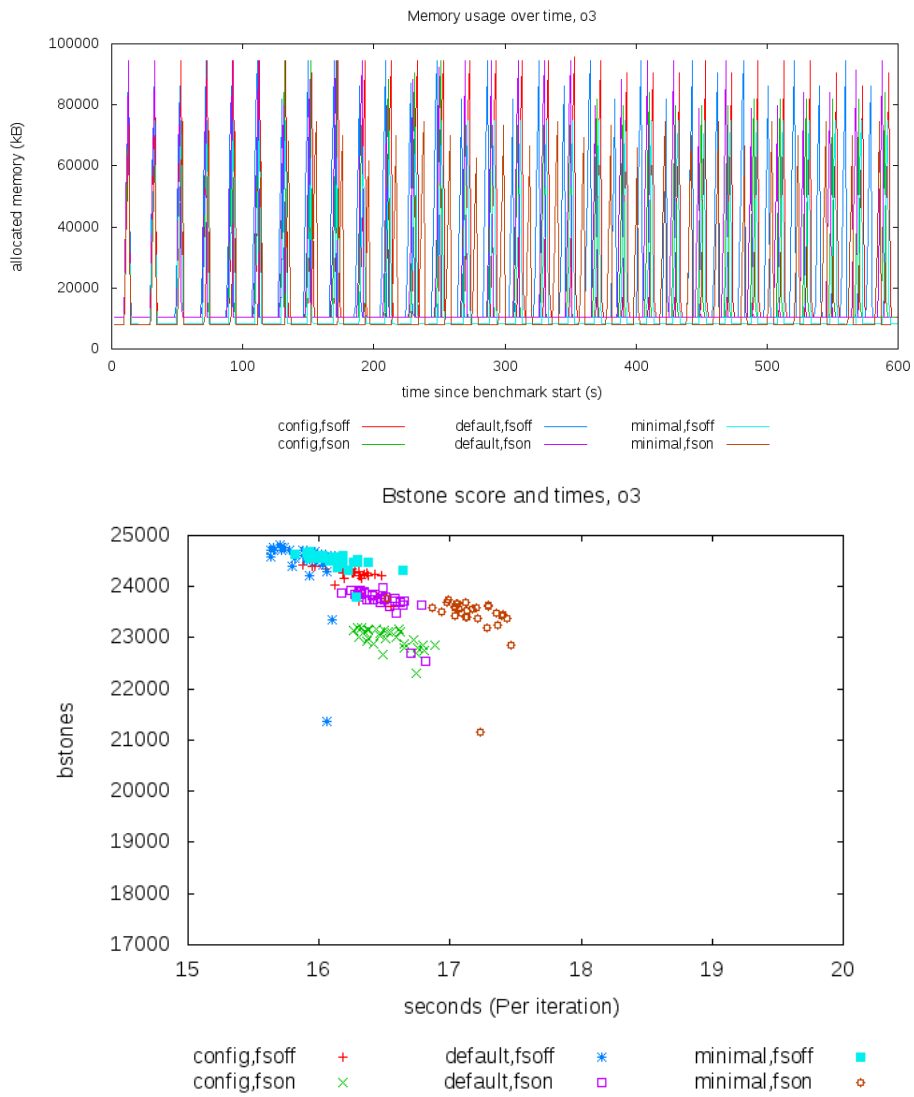 Memory usage over time, o3
100000
80000
60000
40000
20000
0
allocated memory (kB)
0 100 200 300 400 500 600
time since benchmark start (s)
config,fsoff default,fsoff minimal,fsoff
config,fson default,fson minimal,fson
Bstone score and times, o3
25000
24000
23000
22000
21000
20000
19000
18000
17000
bstones
15 16 17 18 19 20
seconds (Per iteration)
config,fsoff default,fsoff minimal,fsoff
config,fson default,fson minimal,fson